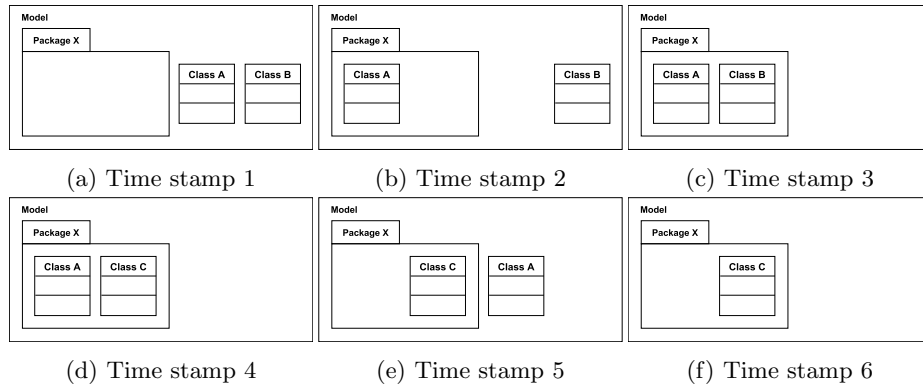 Model
Package X
Class A
Class B
(a) Time stamp 1
Model
Package X
Class A
Class B
(b) Time stamp 2
Model
Package X
Class A
Class B
(c) Time stamp 3
Model
Package X
Class A
Class C
(d) Time stamp 4
Model
Package X
Class C
Class A
(e) Time stamp 5
Model
Package X
Class C
(f) Time stamp 6